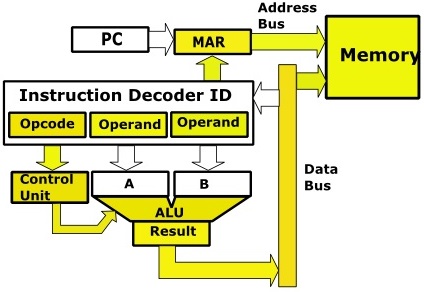 Address
Bus
PC
MAR
Memory
Instruction Decoder ID
Opcode
Operand
Operand
Control
Unit
A
B
ALU
Result
Data
Bus